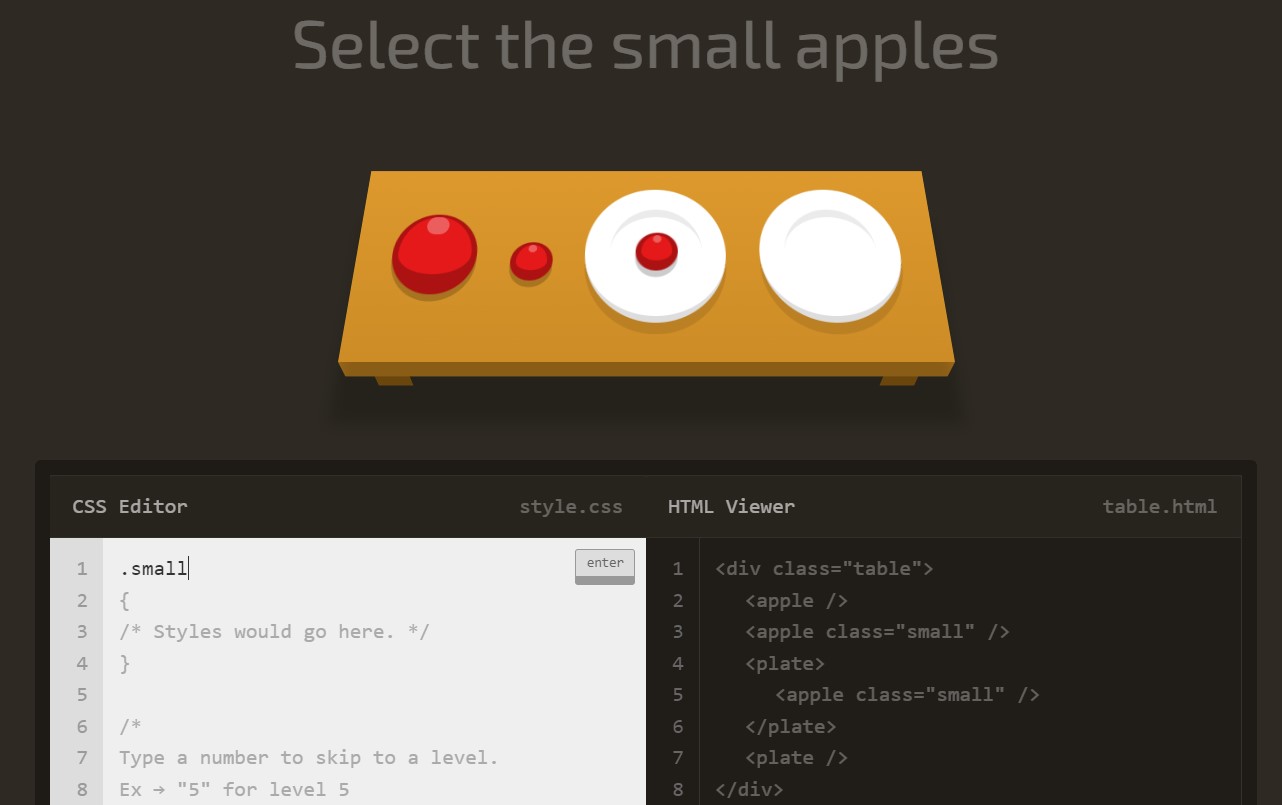 Select the small apples
CSS Editor style.css
HTML Viewer table.html
1 .small
enter
2 {
3 /* Styles would go here. */
4 }
5
6 /*
7 Type a number to skip to a level.
8 Ex → "5" for level 5
1 <div class="table">
2 <apple />
3 <apple class="small" />
4 <plate>
5 <apple class="small" />
6 </plate>
7 <plate />
8 </div>